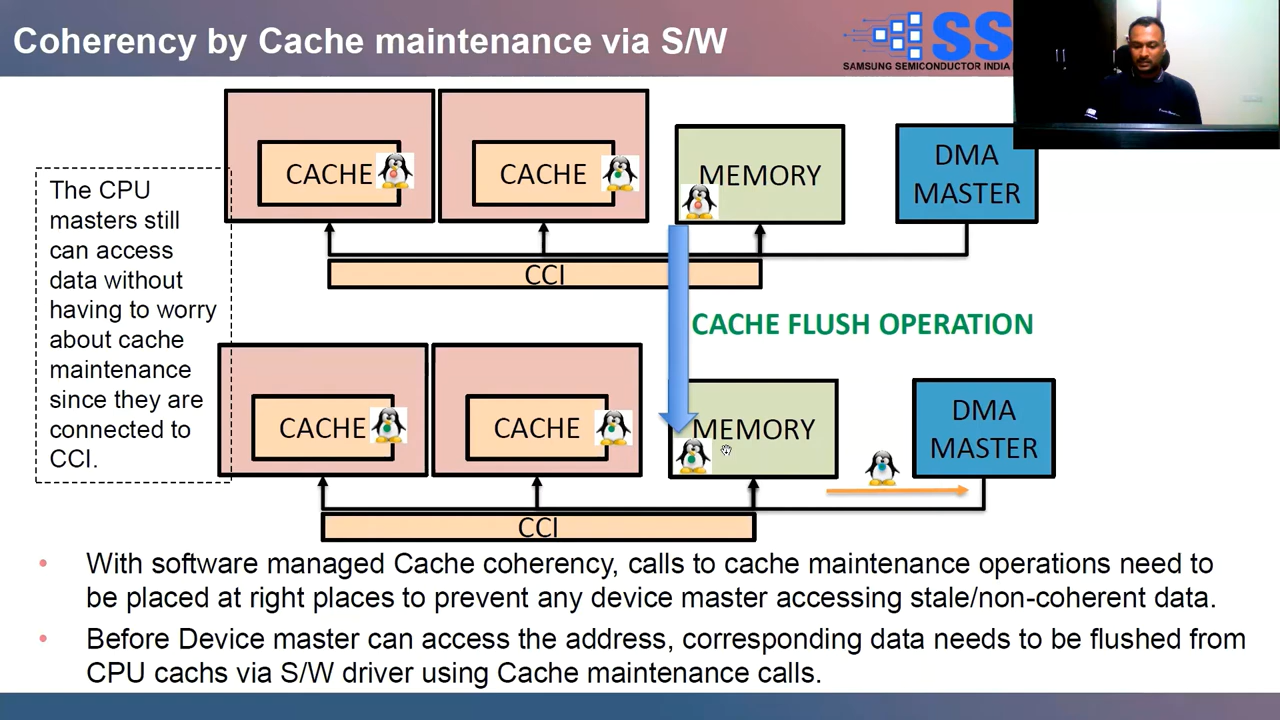 Coherency by Cache maintenance via S/W
SS
SAMSUNG SEMICONDUCTOR INDIA
CACHE
CACHE
MEMORY
DMA
MASTER
The CPU
masters still
can access
data without
having to worry
about cache
maintenance
since they are
connected to
CCI.
CCI
CACHE FLUSH OPERATION
CACHE
CACHE
MEMORY
DMA
MASTER
CCI
• With software managed Cache coherency, calls to cache maintenance operations need to
be placed at right places to prevent any device master accessing stale/non-coherent data.
• Before Device master can access the address, corresponding data needs to be flushed from
CPU cachs via S/W driver using Cache maintenance calls.